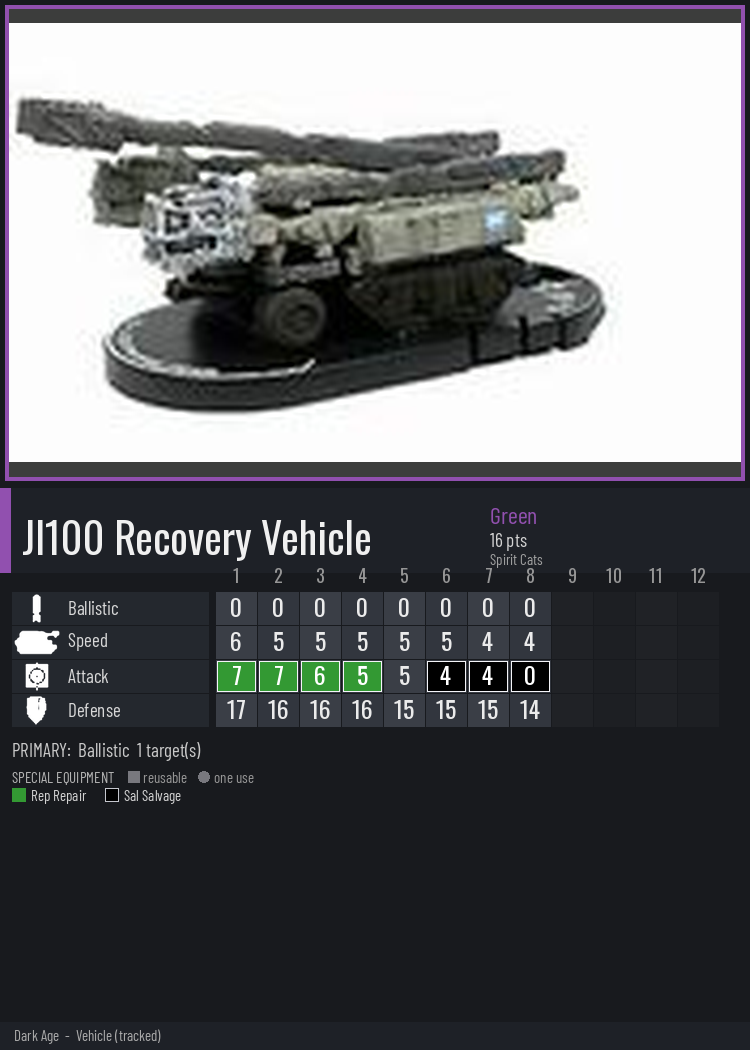 JI100 Recovery Vehicle
Green
16 pts
Spirit Cats
1 2 3 4 5 6 7 8 9 10 11 12
Ballistic 0 0 0 0 0 0 0 0
Speed 6 5 5 5 5 5 4 4
Attack 7 7 6 5 5 4 4 0
Defense 17 16 16 16 15 15 15 14
PRIMARY: Ballistic 1 target(s)
SPECIAL EQUIPMENT reusable one use
Rep Repair Sal Salvage
Dark Age - Vehicle (tracked)